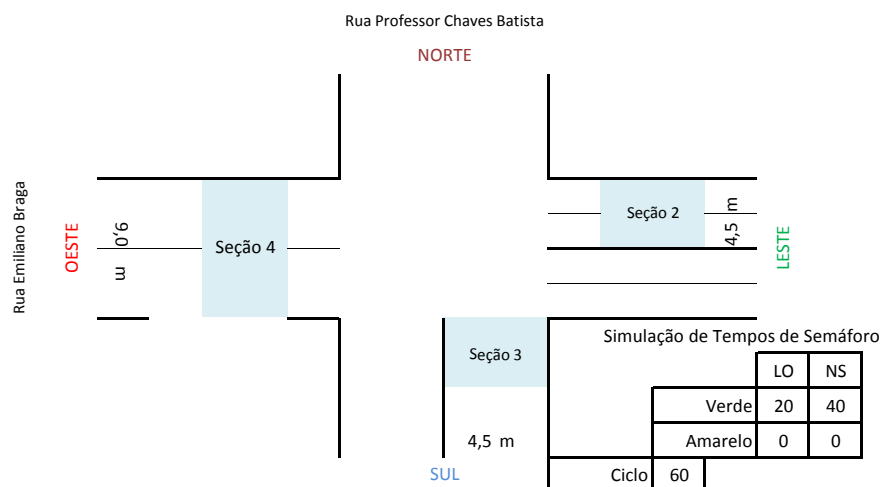 Rua Professor Chaves Batista
NORTE
Rua Emiliano Braga
OESTE
9,0 m
Seção 4
Seção 2
4,5 m
LESTE
Seção 3
4,5 m
SUL
Simulação de Tempos de Semáforo
LO NS
Verde 20 40
Amarelo 0 0
Ciclo 60